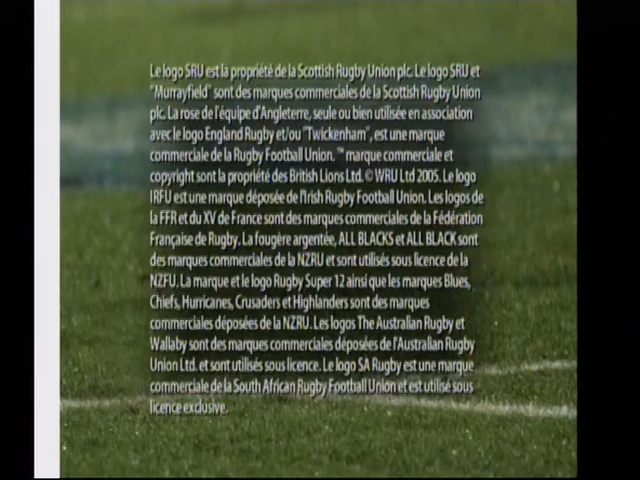 Le logo SRU est la propriété de la Scottish Rugby Union plc. Le logo SRU et
"Murrayfield" sont des marques commerciales de la Scottish Rugby Union
plc. La rose de l'équipe d'Angleterre, seule ou bien utilisée en association
avec le logo England Rugby et/ou "Twickenham", est une marque
commerciale de la Rugby Football Union. ™ marque commerciale et
copyright sont la propriété des British Lions Ltd. © WRU Ltd 2005. Le logo
IRFU est une marque déposée de l'Irish Rugby Football Union. Les logos de
la FFR et du XV de France sont des marques commerciales de la Fédération
Française de Rugby. La fougère argentée, ALL BLACKS et ALL BLACK sont
des marques commerciales de la NZRU et sont utilisés sous licence de la
NZFU. La marque et le logo Rugby Super 12 ainsi que les marques Blues,
Chiefs, Hurricanes, Crusaders et Highlanders sont des marques
commerciales déposées de la NZRU. Les logos The Australian Rugby et
Wallaby sont des marques commerciales déposées de l'Australian Rugby
Union Ltd. et sont utilisés sous licence. Le logo SA Rugby est une marque
commerciale de la South African Rugby Football Union et est utilisé sous
licence exclusive.